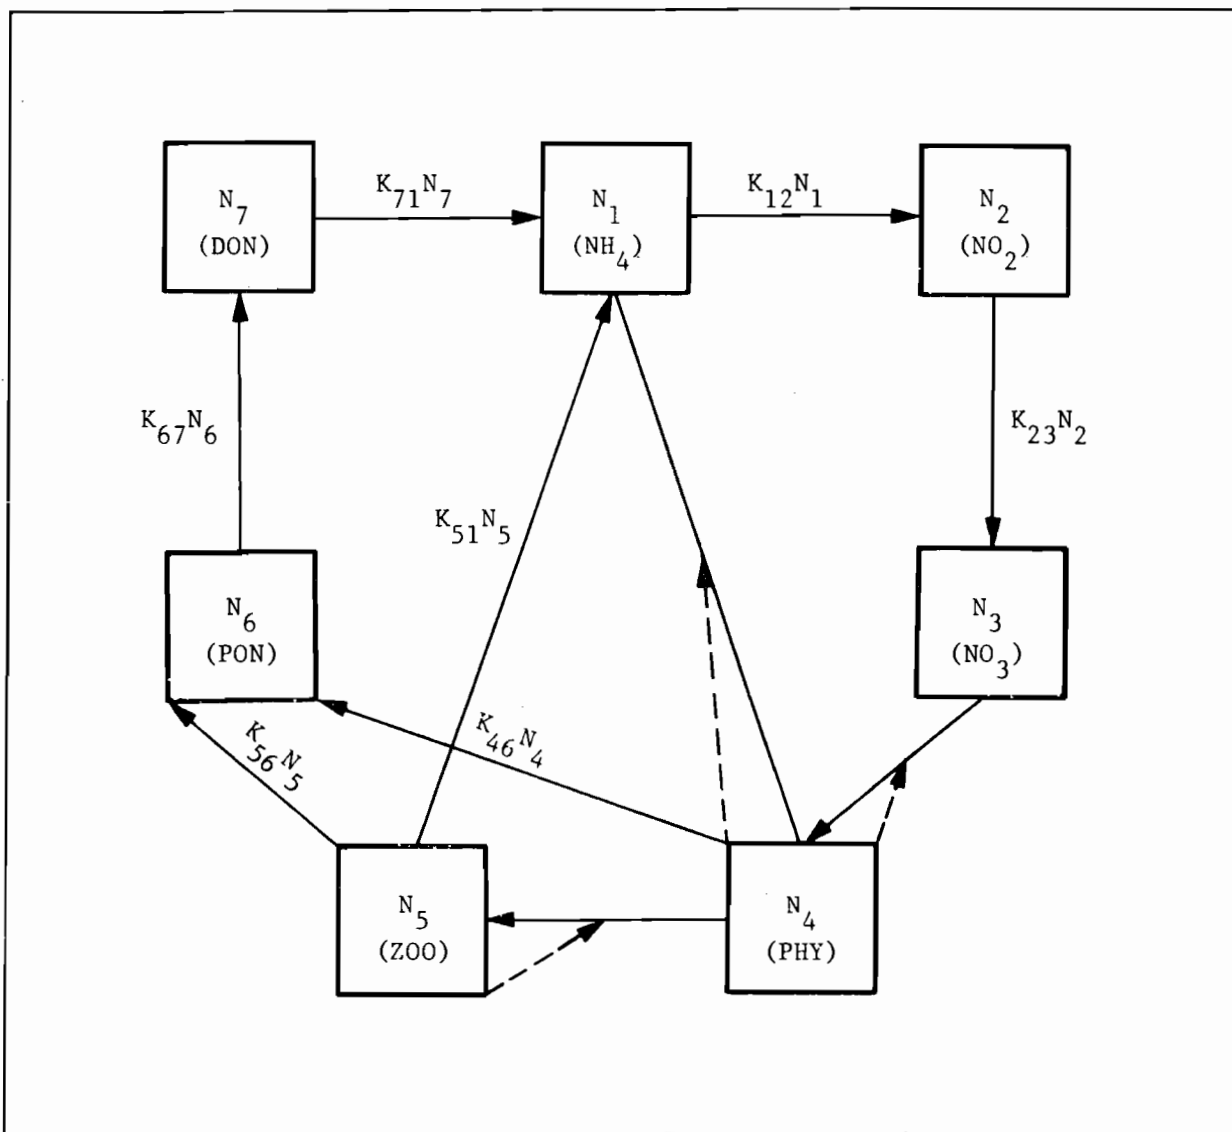 N7
(DON)
K71N7
N1
(NH4)
K12N1
N2
(NO2)
K67N6
K23N2
K51N5
N6
(PON)
N3
(NO3)
K56N5
K46N4
N5
(ZOO)
N4
(PHY)